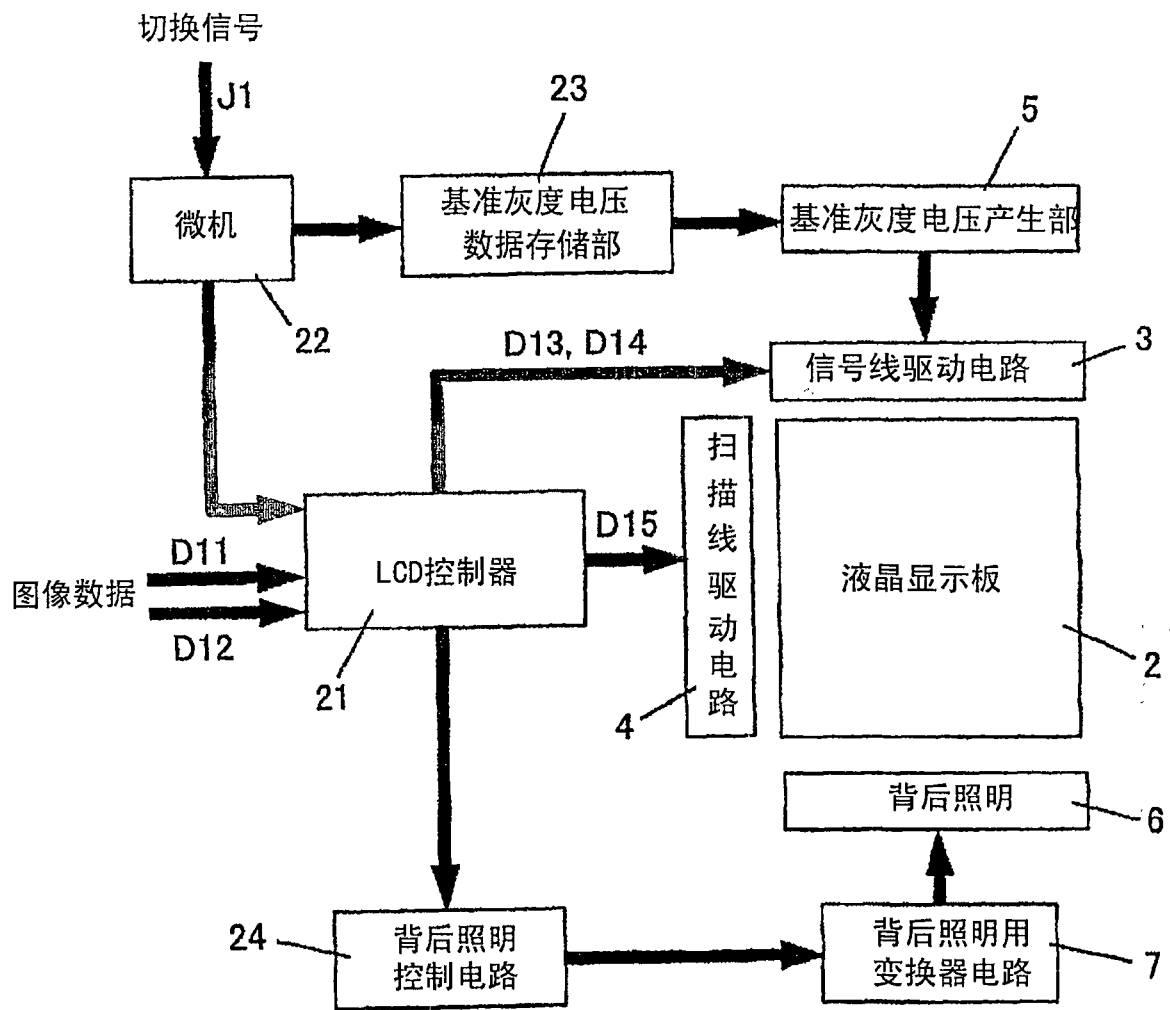 切换信号
J1
23
5
微机
基准灰度电压
数据存储部
基准灰度电压产生部
22
D13, D14
3
信号线驱动电路
扫描线驱动电路
D11
D15
LCD控制器
液晶显示板
图像数据
D12
21
4
2
背后照明
6
24
背后照明
控制电路
背后照明用
变换器电路
7